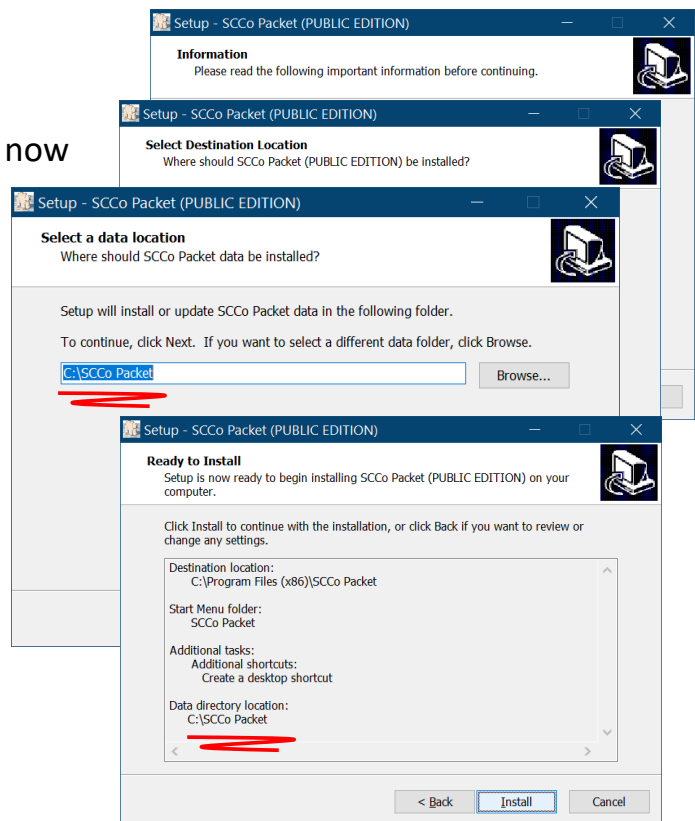 Setup - SCCo Packet (PUBLIC EDITION)
Information
Please read the following important information before continuing.
now
Setup - SCCo Packet (PUBLIC EDITION)
Select Destination Location
Where should SCCo Packet (PUBLIC EDITION) be installed?
Setup - SCCo Packet (PUBLIC EDITION)
Select a data location
Where should SCCo Packet data be installed?
Setup will install or update SCCo Packet data in the following folder.
To continue, click Next. If you want to select a different data folder, click Browse.
C:\SCCo Packet
Browse...
Setup - SCCo Packet (PUBLIC EDITION)
Ready to Install
Setup is now ready to begin installing SCCo Packet (PUBLIC EDITION) on your
computer.
Click Install to continue with the installation, or click Back if you want to review or
change any settings.
Destination location:
C:\Program Files (x86)\SCCo Packet
Start Menu folder:
SCCo Packet
Additional tasks:
Additional shortcuts:
Create a desktop shortcut
Data directory location:
C:\SCCo Packet
< Back
Install
Cancel